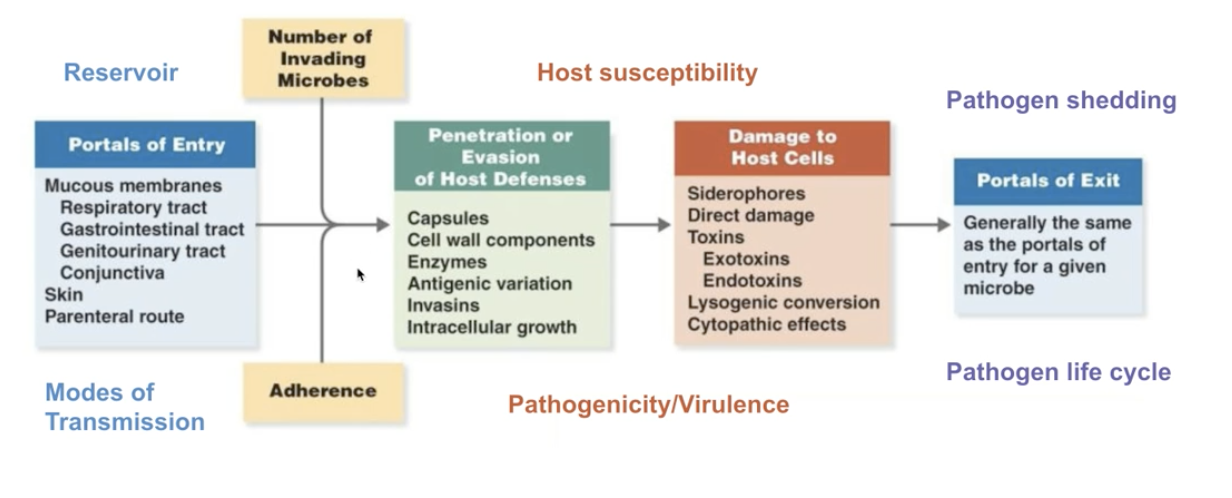 Reservoir
Number of
Invading
Microbes
Host susceptibility
Pathogen shedding
Portals of Entry
Mucous membranes
Respiratory tract
Gastrointestinal tract
Genitourinary tract
Conjunctiva
Skin
Parenteral route
Penetration or
Evasion
of Host Defenses
Capsules
Cell wall components
Enzymes
Antigenic variation
Invasins
Intracellular growth
Damage to
Host Cells
Siderophores
Direct damage
Toxins
Exotoxins
Endotoxins
Lysogenic conversion
Cytopathic effects
Portals of Exit
Generally the same
as the portals of
entry for a given
microbe
Modes of
Transmission
Adherence
Pathogenicity/Virulence
Pathogen life cycle